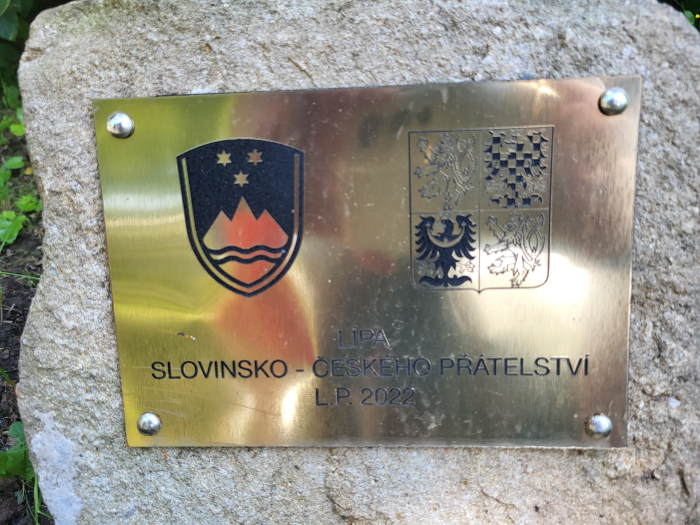 LÍPA
SLOVINSKO - ČESKÉHO PŘÁTELSTVÍ
L.P. 2022